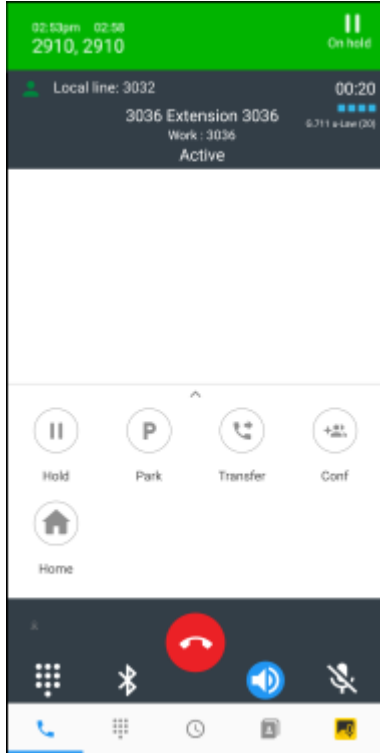 02:53pm 02:58
2910, 2910
On hold
Local line: 3032
00:20
3036 Extension 3036
Work : 3036
G.711 u-Law (20)
Active
P
Hold
Park
Transfer
Conf
Home